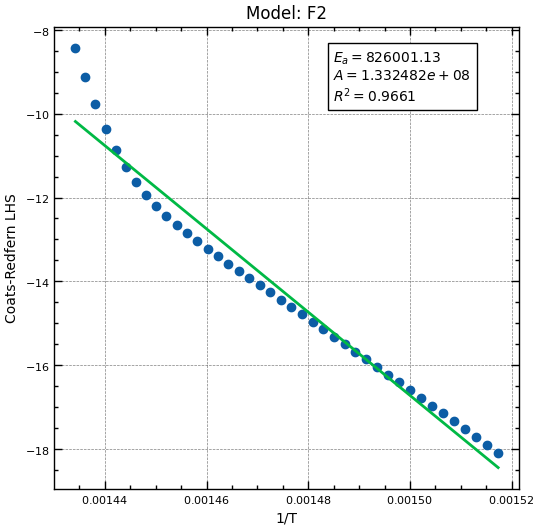 Model: F2
E_a = 826001.13
A = 1.332482e + 08
R^2 = 0.9661
Coats-Redfern LHS
−8
−10
−12
−14
−16
−18
0.00144 0.00146 0.00148 0.00150 0.00152
1/T